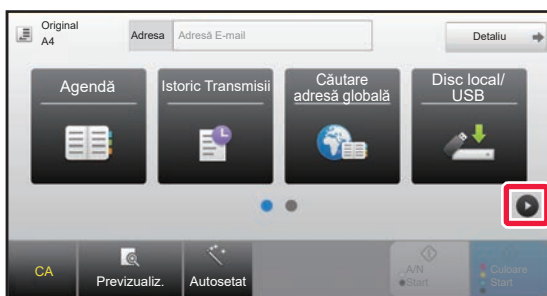 Original
A4
Adresa
Adresă E-mail
Detaliu
Agendă
Istoric Transmisii
Căutare
adresă globală
Disc local/
USB
CA
Previzualiz.
Autosetat
A/N
Start
Culoare
Start